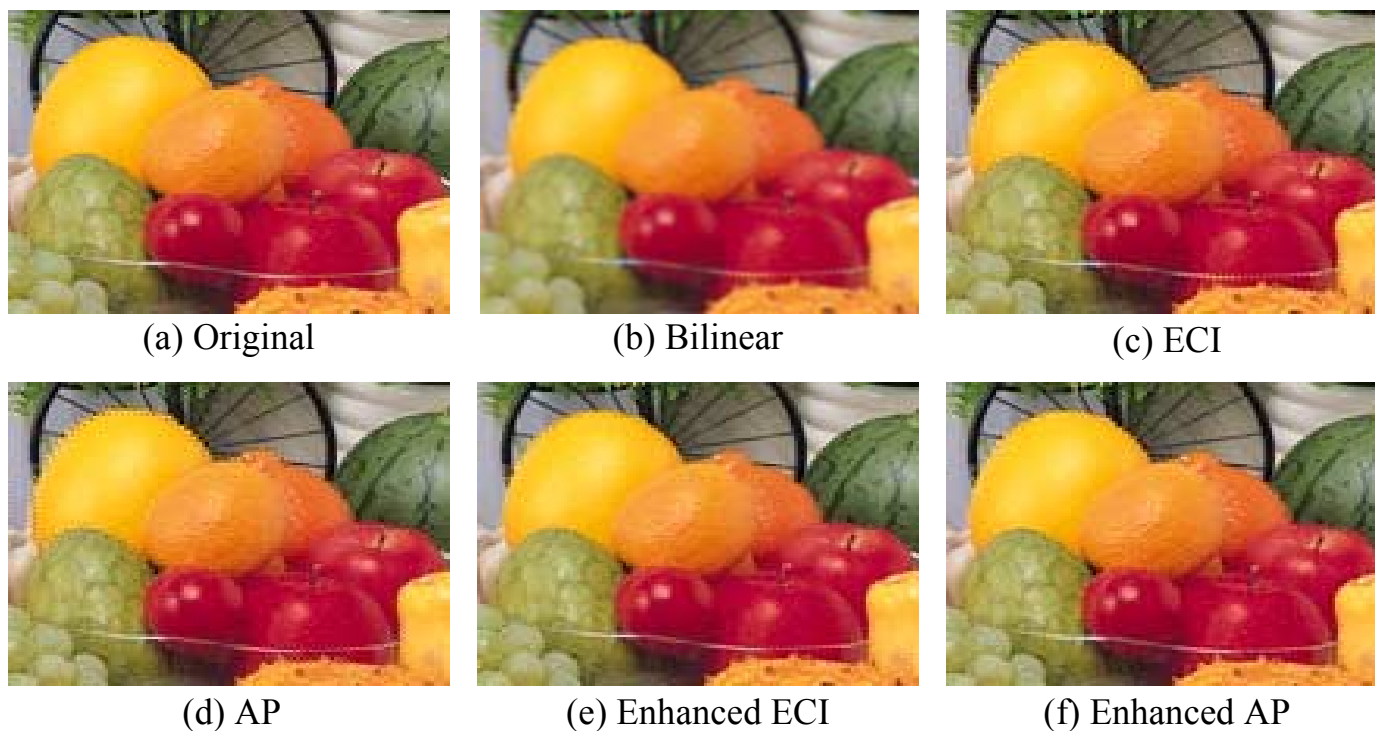 (a) Original
(b) Bilinear
(c) ECI
(d) AP
(e) Enhanced ECI
(f) Enhanced AP